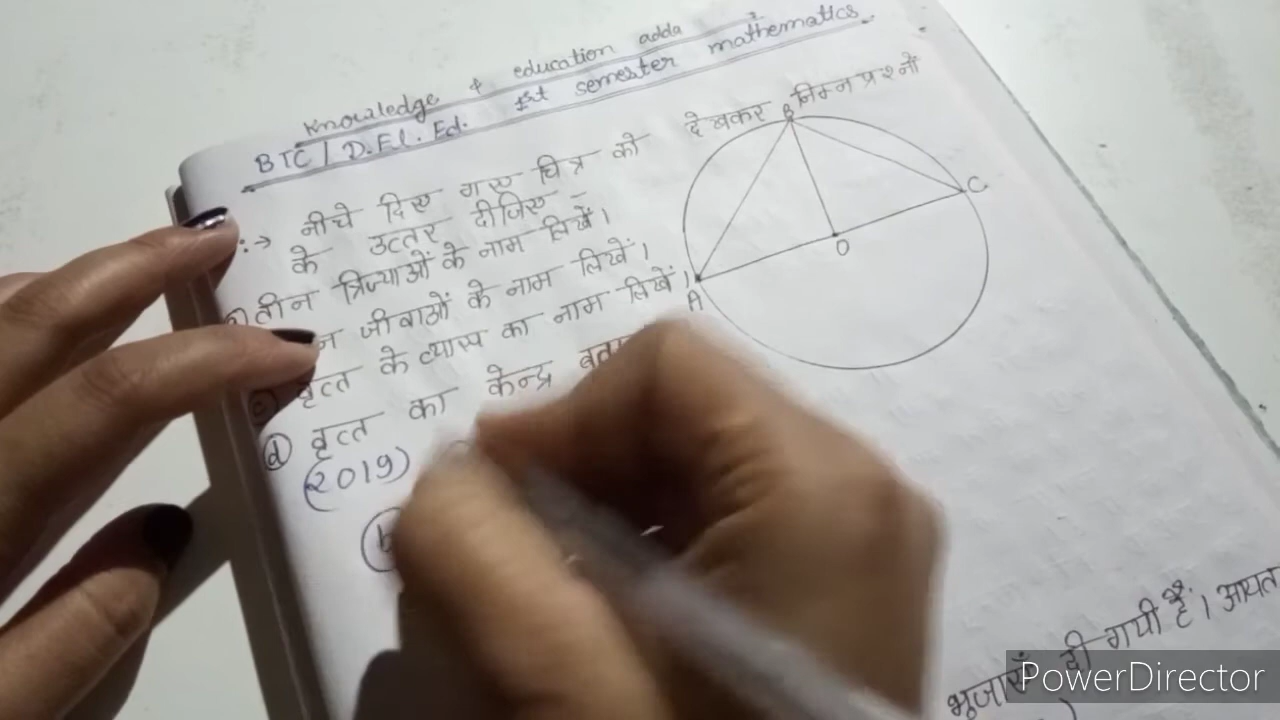 Knowledge & education adda
BTC / D.El.Ed. 1st semester mathematics
:→ नीचे दिए गए चित्र को देखकर निम्न प्रश्नों
के उत्तर दीजिए -
तीन त्रिज्याओं के नाम लिखें।
न जीवाओं के नाम लिखें।
c वृत्त के व्यास का नाम लिखें।
d वृत्त का केन्द्र
(2019)
b
B
C
O
A
भुजाएँ दी गयी हैं। आयत
PowerDirector